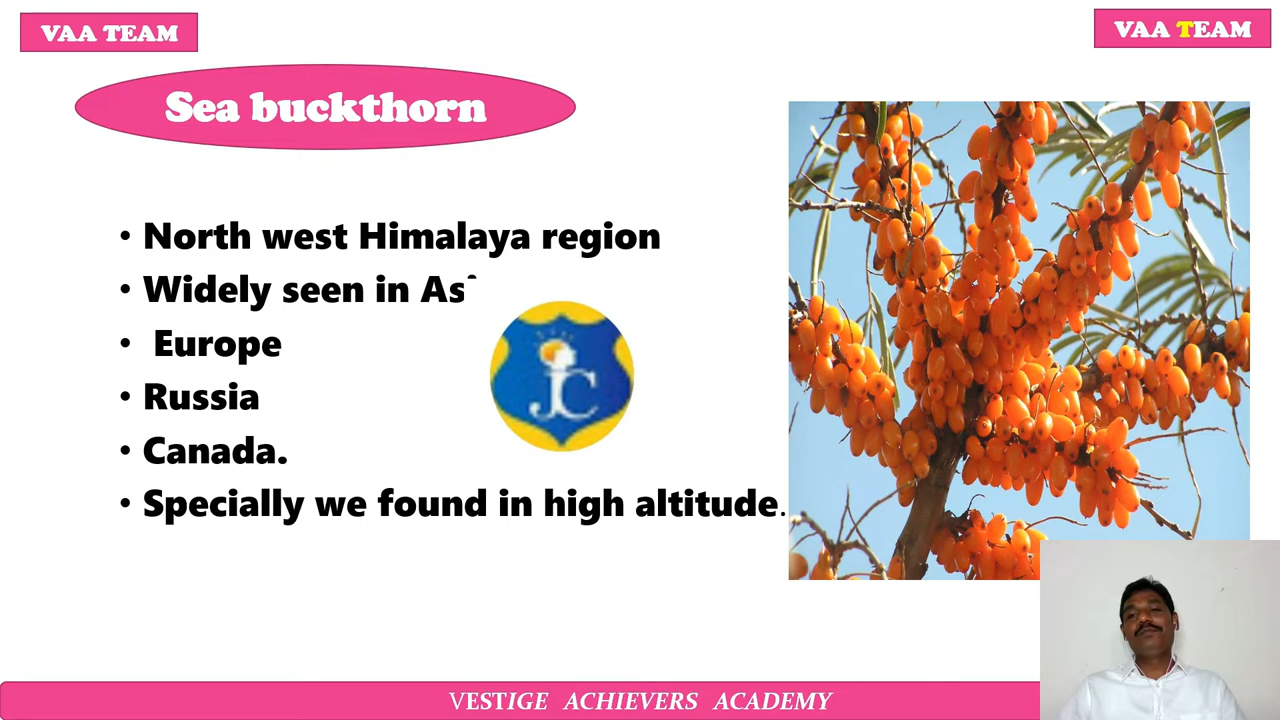 VAA TEAM
VAA TEAM
Sea buckthorn
• North west Himalaya region
• Widely seen in
• Europe
• Russia
• Canada.
• Specially we found in high altitude.
JC
VESTIGE ACHIEVERS ACADEMY